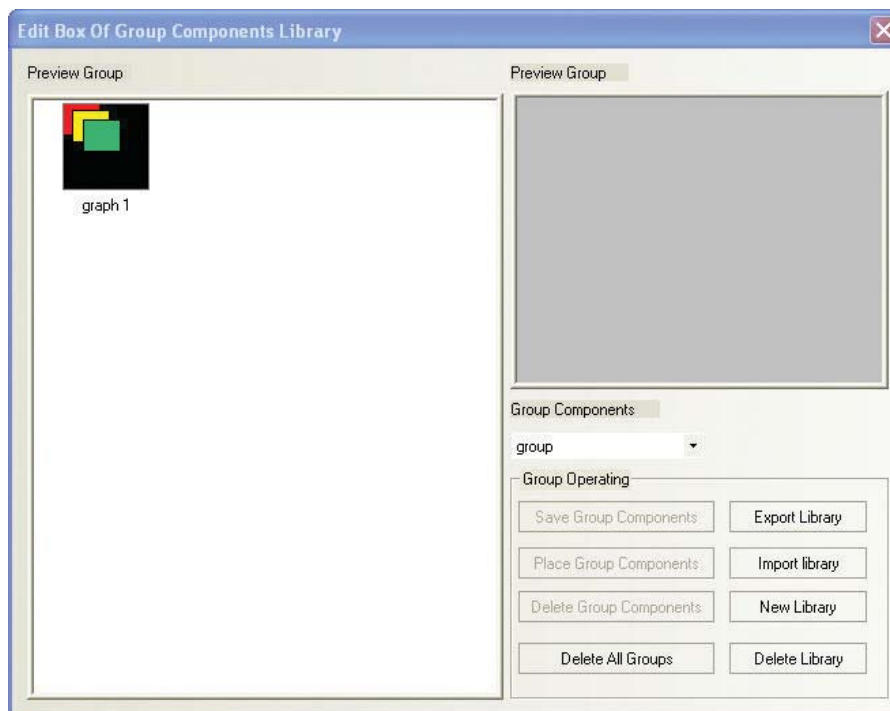 Edit Box Of Group Components Library
Preview Group
graph 1
Preview Group
Group Components
group
Group Operating
Save Group Components
Export Library
Place Group Components
Import library
Delete Group Components
New Library
Delete All Groups
Delete Library